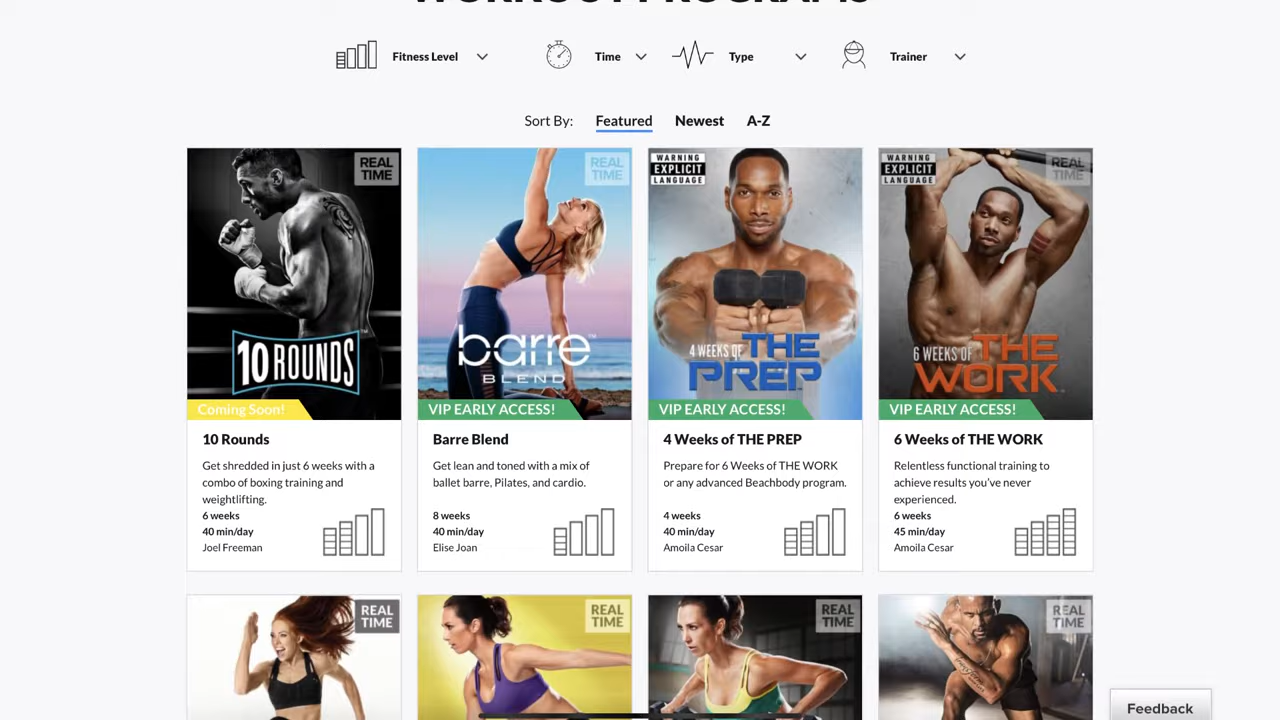 WORKOUT PROGRAMS
Fitness Level
Time
Type
Trainer
Sort By:
Featured
Newest
A-Z
REAL
TIME
10 ROUNDS
Coming Soon!
10 Rounds
Get shredded in just 6 weeks with a
combo of boxing training and
weightlifting.
6 weeks
40 min/day
Joel Freeman
REAL
TIME
barre™
BLEND
VIP EARLY ACCESS!
Barre Blend
Get lean and toned with a mix of
ballet barre, Pilates, and cardio.
8 weeks
40 min/day
Elise Joan
WARNING
EXPLICIT
LANGUAGE
4 WEEKS OF THE
PREP
VIP EARLY ACCESS!
4 Weeks of THE PREP
Prepare for 6 Weeks of THE WORK
or any advanced Beachbody program.
4 weeks
40 min/day
Amoila Cesar
WARNING
EXPLICIT
LANGUAGE
REAL
TIME
6 WEEKS OF THE
WORK
VIP EARLY ACCESS!
6 Weeks of THE WORK
Relentless functional training to
achieve results you've never
experienced.
6 weeks
45 min/day
Amoila Cesar
REAL
TIME
REAL
TIME
REAL
TIME
REAL
TIME
Feedback